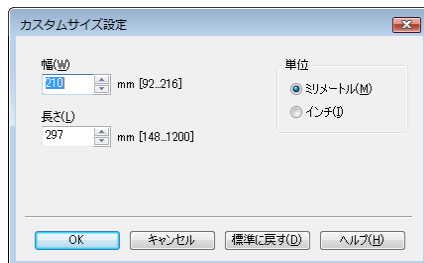 カスタムサイズ設定
幅(W)
210 mm [92..216]
長さ(L)
297 mm [148..1200]
単位
ミリメートル(M)
インチ(I)
OK キャンセル 標準に戻す(D) ヘルプ(H)